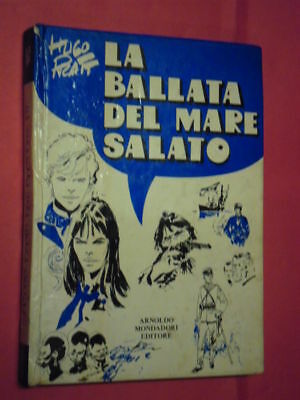 HUGO
PRATT
LA
BALLATA
DEL MARE
SALATO
ARNOLDO
MONDADORI
EDITORE